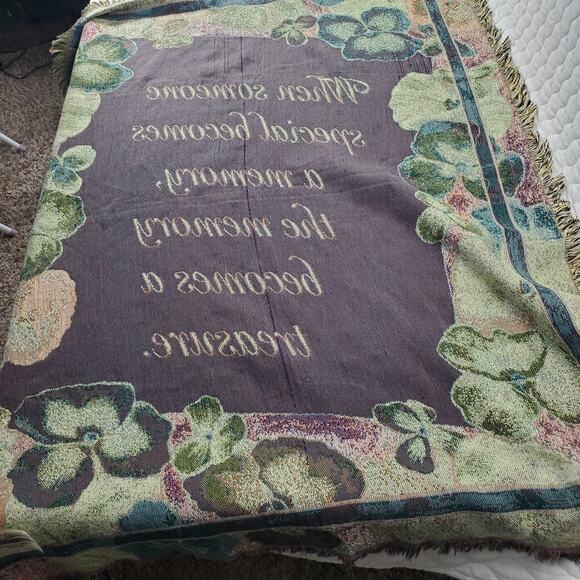 When someone
special becomes
a memory,
the memory
becomes a
treasure.